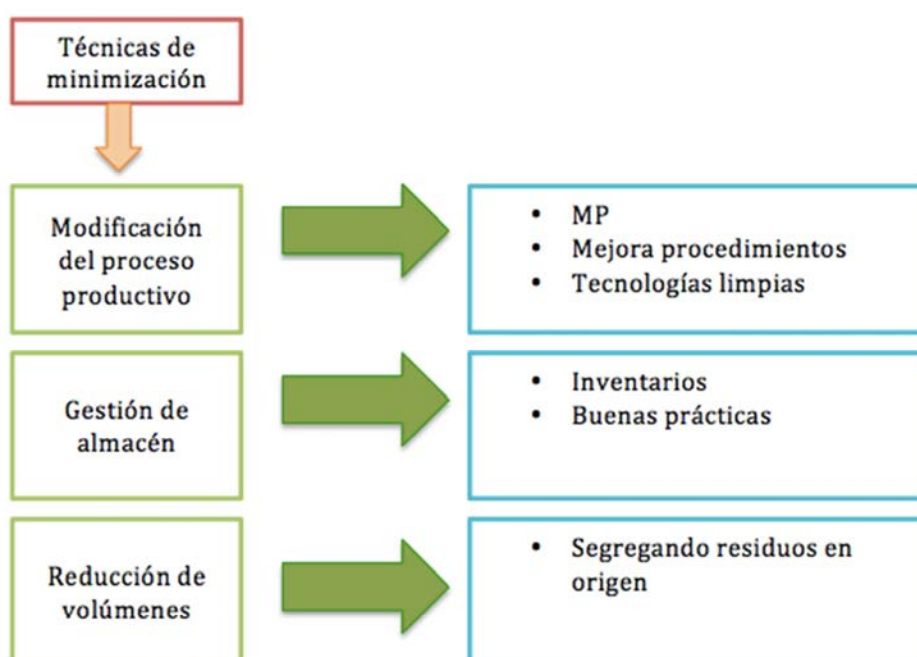 Técnicas de
minimización
Modificación
del proceso
productivo
• MP
• Mejora procedimientos
• Tecnologías limpias
Gestión de
almacén
• Inventarios
• Buenas prácticas
Reducción de
volúmenes
• Segregando residuos en
origen